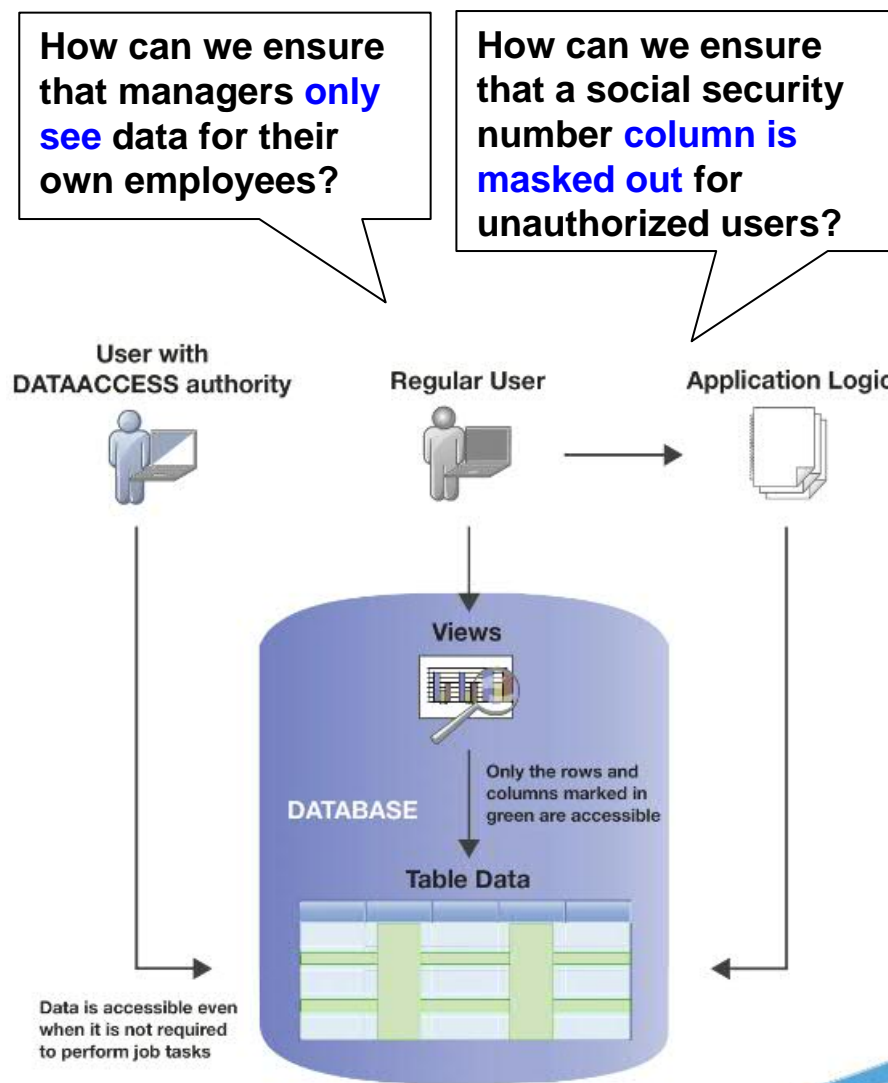 How can we ensure
that managers only
see data for their
own employees?
How can we ensure
that a social security
number column is
masked out for
unauthorized users?
User with
DATAACCESS authority
Regular User
Application Logic
Views
Only the rows and
columns marked in
green are accessible
DATABASE
Table Data
Data is accessible even
when it is not required
to perform job tasks